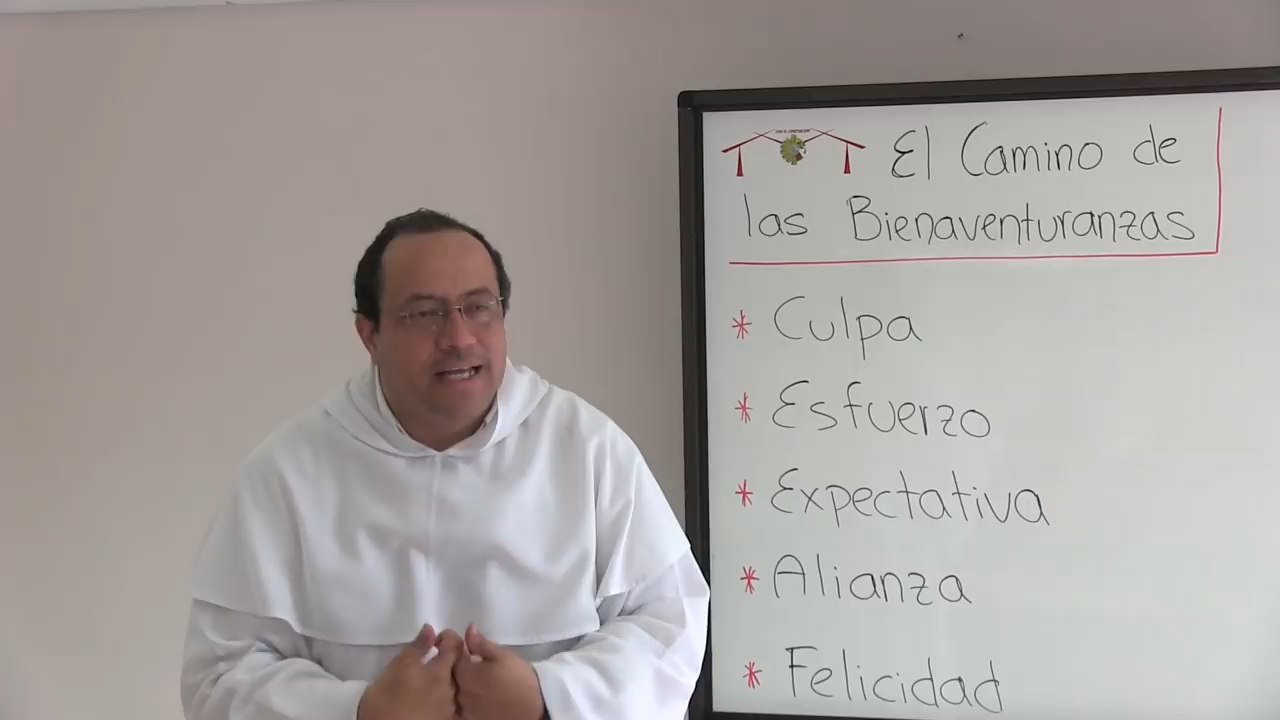 El Camino de
las Bienaventuranzas
* Culpa
* Esfuerzo
* Expectativa
* Alianza
* Felicidad